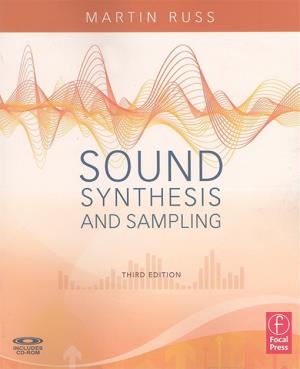 MARTIN RUSS
SOUND
SYNTHESIS
AND SAMPLING
THIRD EDITION
INCLUDES
CD-ROM
Focal
Press